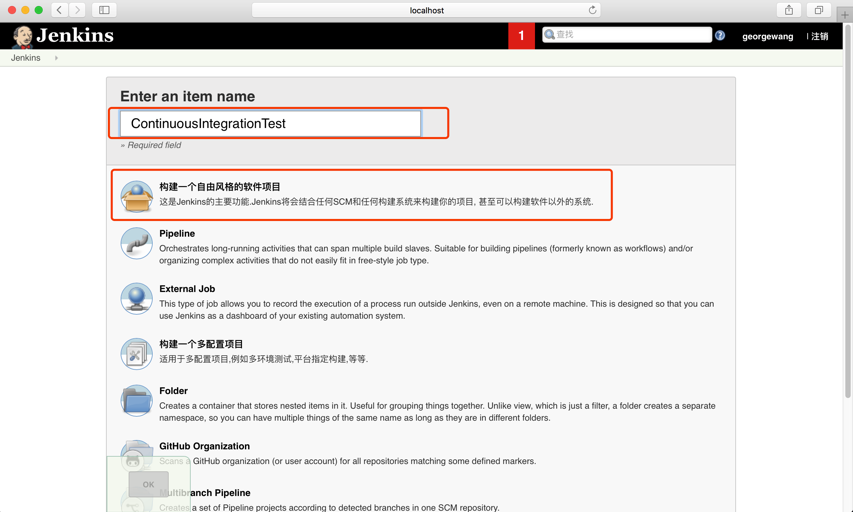 localhost
Jenkins
1
查找
georgewang
注销
Jenkins
Enter an item name
ContinuousIntegrationTest
» Required field
构建一个自由风格的软件项目
这是Jenkins的主要功能.Jenkins将会结合任何SCM和任何构建系统来构建你的项目, 甚至可以构建软件以外的系统.
Pipeline
Orchestrates long-running activities that can span multiple build slaves. Suitable for building pipelines (formerly known as workflows) and/or
organizing complex activities that do not easily fit in free-style job type.
External Job
This type of job allows you to record the execution of a process run outside Jenkins, even on a remote machine. This is designed so that you can
use Jenkins as a dashboard of your existing automation system.
构建一个多配置项目
适用于多配置项目,例如多环境测试,平台指定构建,等等.
Folder
Creates a container that stores nested items in it. Useful for grouping things together. Unlike view, which is just a filter, a folder creates a separate
namespace, so you can have multiple things of the same name as long as they are in different folders.
GitHub Organization
Scans a GitHub organization (or user account) for all repositories matching some defined markers.
OK
Multibranch Pipeline
Creates a set of Pipeline projects according to detected branches in one SCM repository.